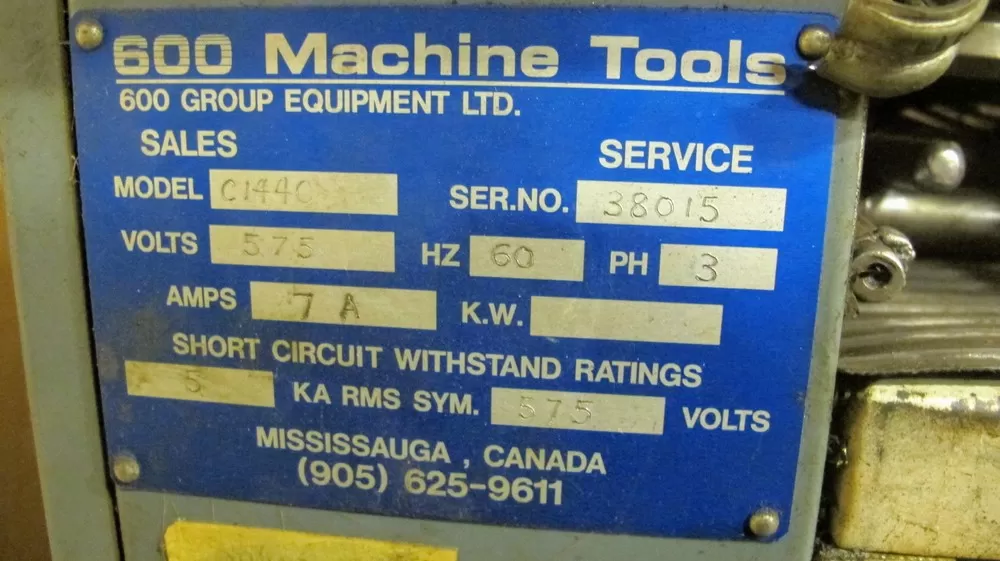 600 Machine Tools
600 GROUP EQUIPMENT LTD.
SALES SERVICE
MODEL C1440 SER.NO. 38015
VOLTS 575 HZ 60 PH 3
AMPS 7 A K.W.
SHORT CIRCUIT WITHSTAND RATINGS
5 KA RMS SYM. 575 VOLTS
MISSISSAUGA , CANADA
(905) 625-9611